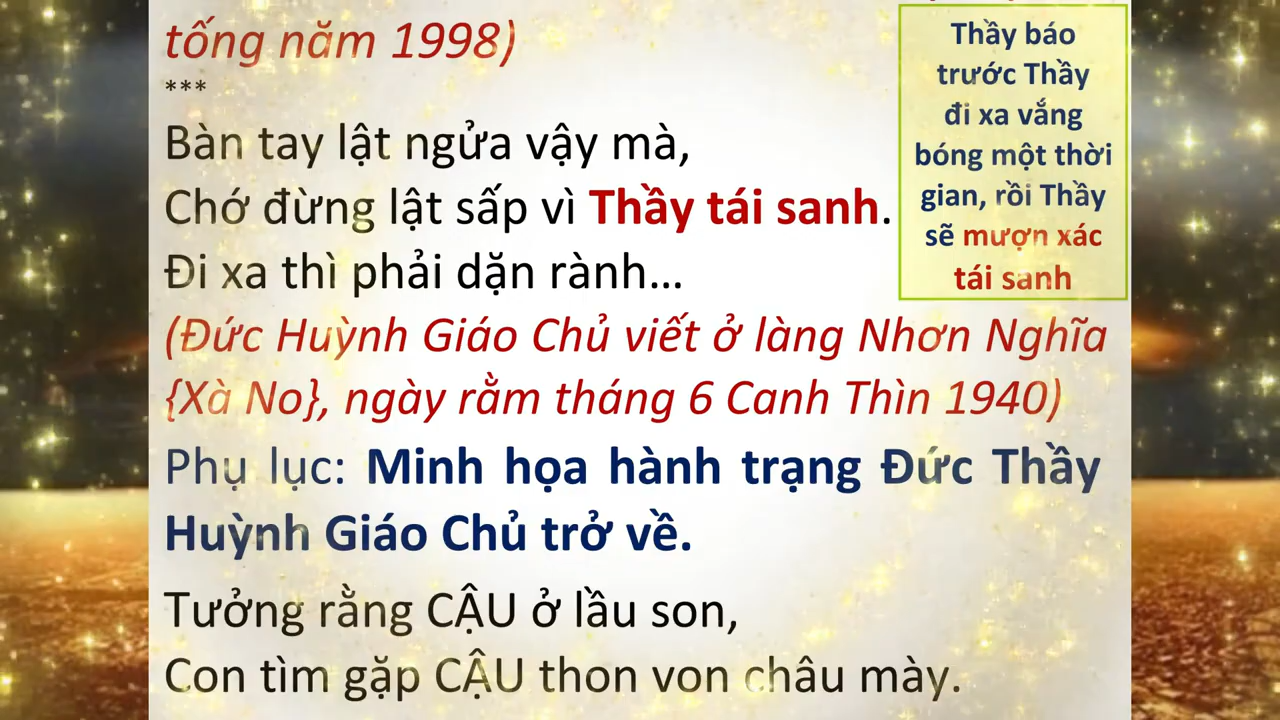 tống năm 1998)
***
Bàn tay lật ngửa vậy mà,
Chớ đừng lật sấp vì Thầy tái sanh.
Đi xa thì phải dặn rành...
(Đức Huỳnh Giáo Chủ viết ở làng Nhơn Nghĩa
{Xà No}, ngày rằm tháng 6 Canh Thìn 1940)
Phụ lục: Minh họa hành trạng Đức Thầy
Huỳnh Giáo Chủ trở về.
Tưởng rằng CẬU ở lầu son,
Con tìm gặp CẬU thon von châu mày.
Thầy báo
trước Thầy
đi xa vắng
bóng một thời
gian, rồi Thầy
sẽ mượn xác
tái sanh